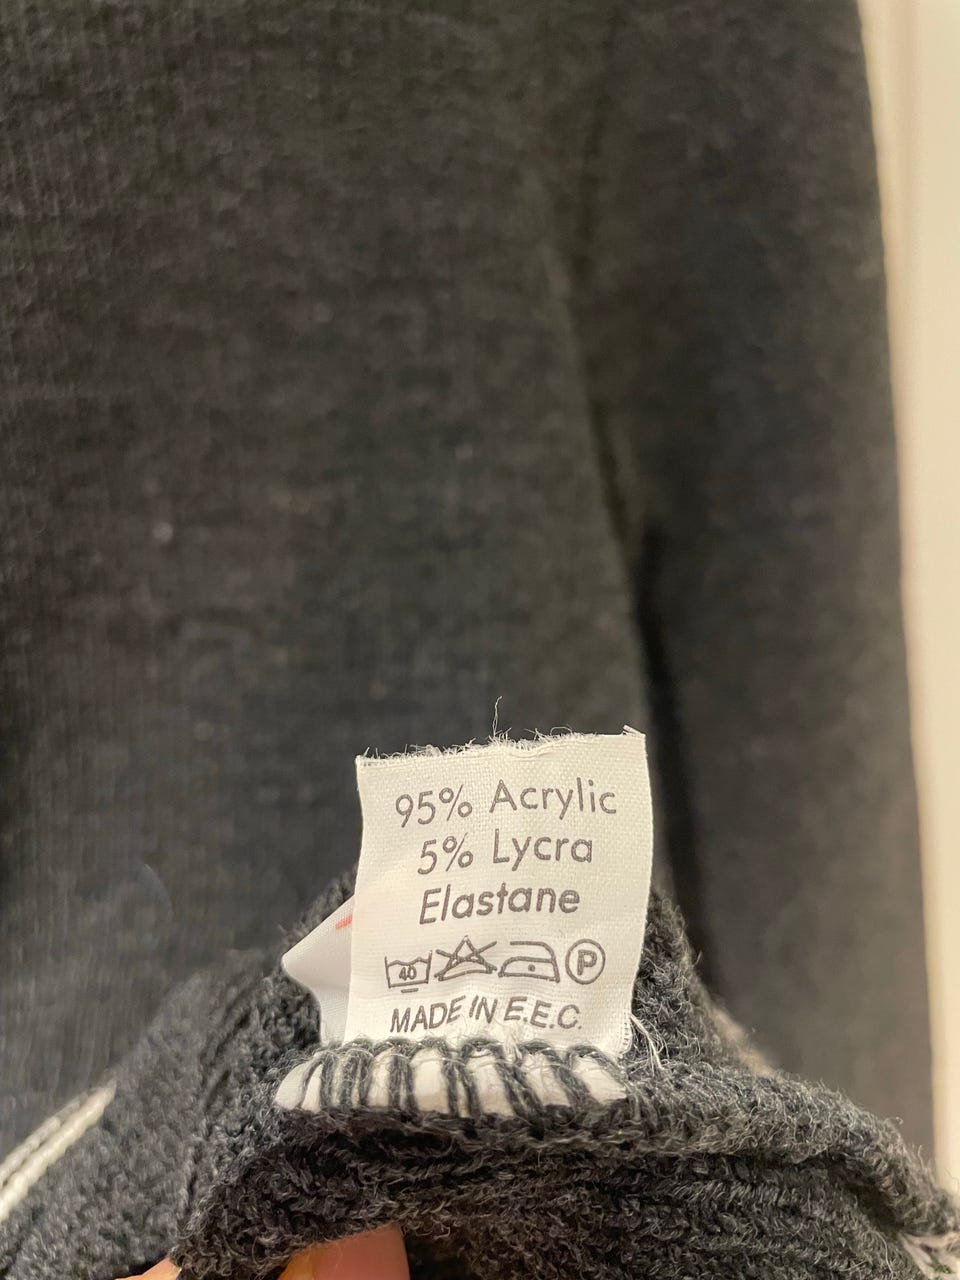 95% Acrylic
5% Lycra
Elastane
40 P
MADE IN E.E.C.